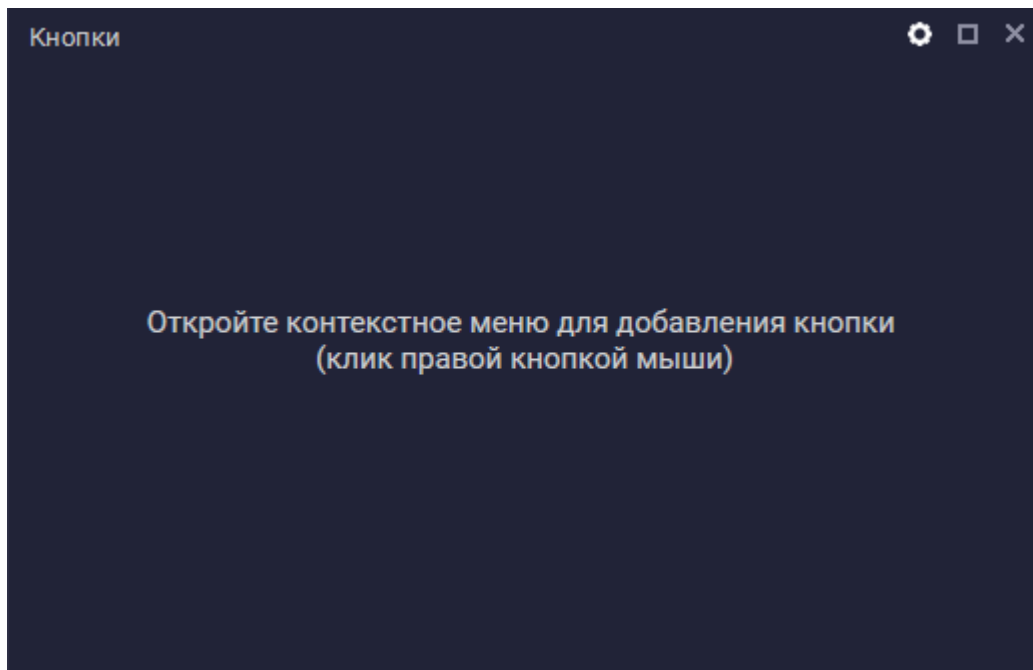 Кнопки
Откройте контекстное меню для добавления кнопки
(клик правой кнопкой мыши)